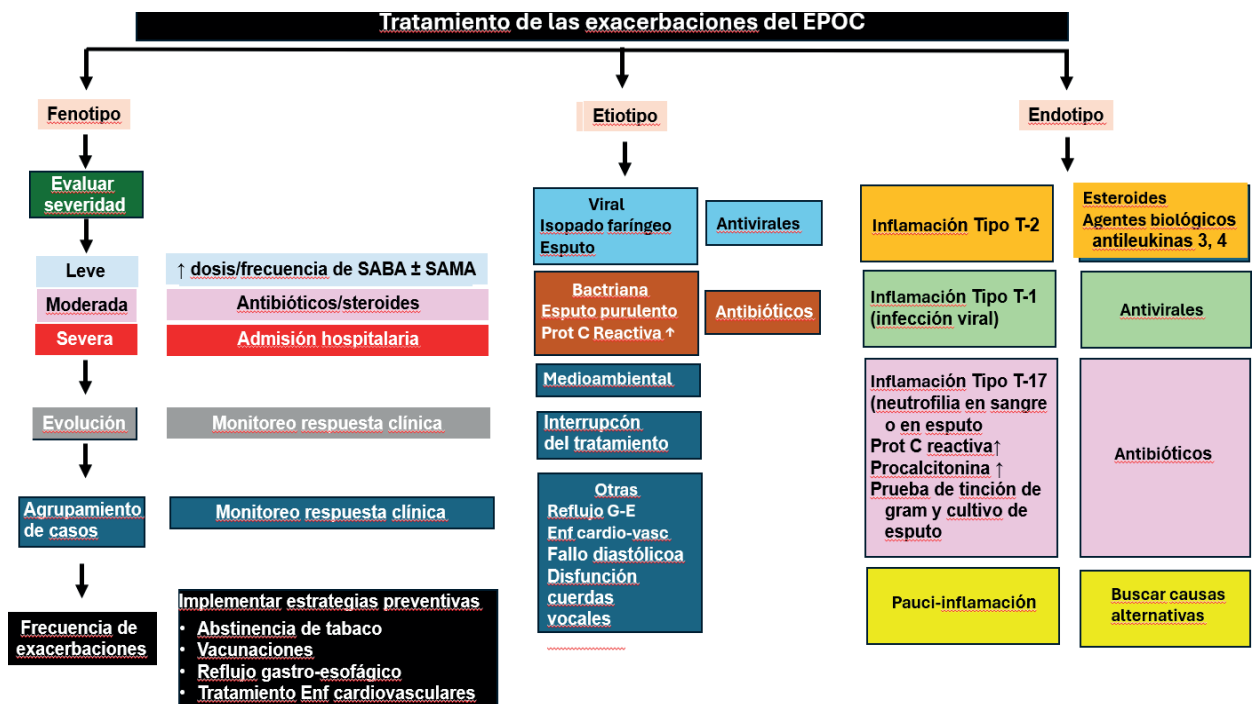 Tratamiento de las exacerbaciones del EPOC
Fenotipo
Evaluar
severidad
Leve
↑ dosis/frecuencia de SABA ± SAMA
Moderada
Antibióticos/steroides
Severa
Admisión hospitalaria
Evolución
Monitoreo respuesta clínica
Agrupamiento
de casos
Monitoreo respuesta clínica
Frecuencia de
exacerbaciones
Implementar estrategias preventivas
• Abstinencia de tabaco
• Vacunaciones
• Reflujo gastro-esofágico
• Tratamiento Enf cardiovasculares
Etiotipo
Viral
Isopado faríngeo
Esputo
Antivirales
Bactriana
Esputo purulento
Prot C Reactiva ↑
Antibióticos
Medioambiental
Interrupcón
del tratamiento
Otras
Reflujo G-E
Enf cardio-vasc
Fallo diastólicoa
Disfunción
cuerdas
vocales
Endotipo
Inflamación Tipo T-2
Esteroides
Agentes biológicos
antileukinas 3, 4
Inflamación Tipo T-1
(infección viral)
Antivirales
Inflamación Tipo T-17
(neutrofilia en sangre
o en esputo
Prot C reactiva↑
Procalcitonina ↑
Prueba de tinción de
gram y cultivo de
esputo
Antibióticos
Pauci-inflamación
Buscar causas
alternativas